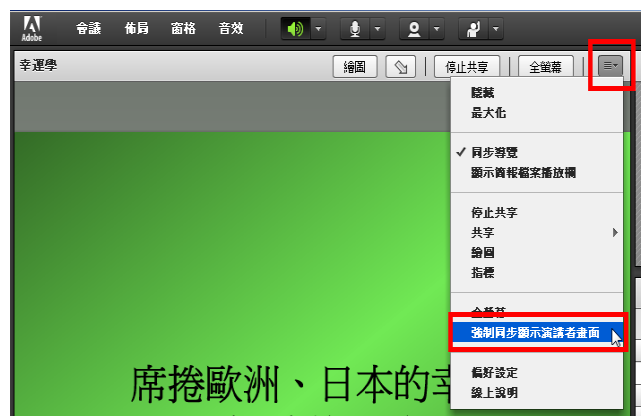 Adobe 會議 佈局 窗格 音效
幸運學 繪圖 停止共享 全螢幕
隱藏
最大化
同步導覽
顯示簡報檔案播放欄
停止共享
共享
繪圖
指標
全螢幕
強制同步顯示演講者畫面
偏好設定
線上說明
席捲歐洲、日本的幸